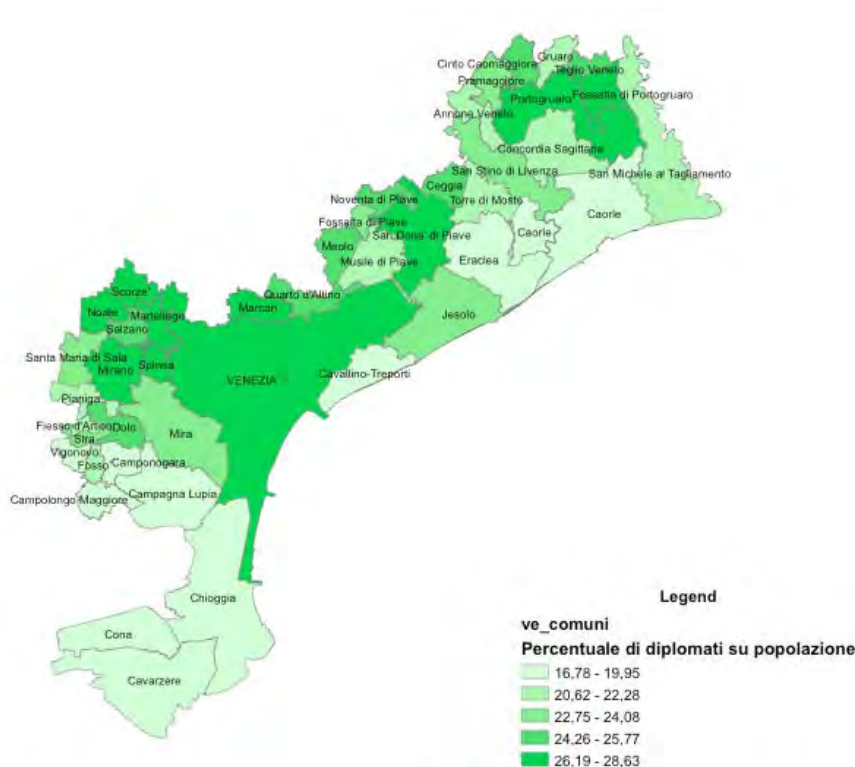 Gruaro
Cinto Caomaggiore
Teglio Veneto
Pramaggiore
Fossalta di Portogruaro
Portogruaro
Annone Veneto
Concordia Sagittaria
San Stino di Livenza
San Michele al Tagliamento
Ceggia
Noventa di Piave
Torre di Mosto
Caorle
Fossalta di Piave
San Dona' di Piave
Caorle
Meolo
Musile di Piave
Eraclea
Scorze'
Quarto d'Altino
Marcon
Noale
Martellago
Jesolo
Salzano
Santa Maria di Sala
Spinea
Mirano
VENEZIA
Cavallino-Treporti
Pianiga
Fiesso d'Artico
Dolo
Mira
Stra
Vigonovo
Camponogara
Fosso'
Campagna Lupia
Campolongo Maggiore
Chioggia
Cona
Cavarzere
Legend
ve_comuni
Percentuale di diplomati su popolazione
16,78 - 19,95
20,62 - 22,28
22,75 - 24,08
24,26 - 25,77
26,19 - 28,63